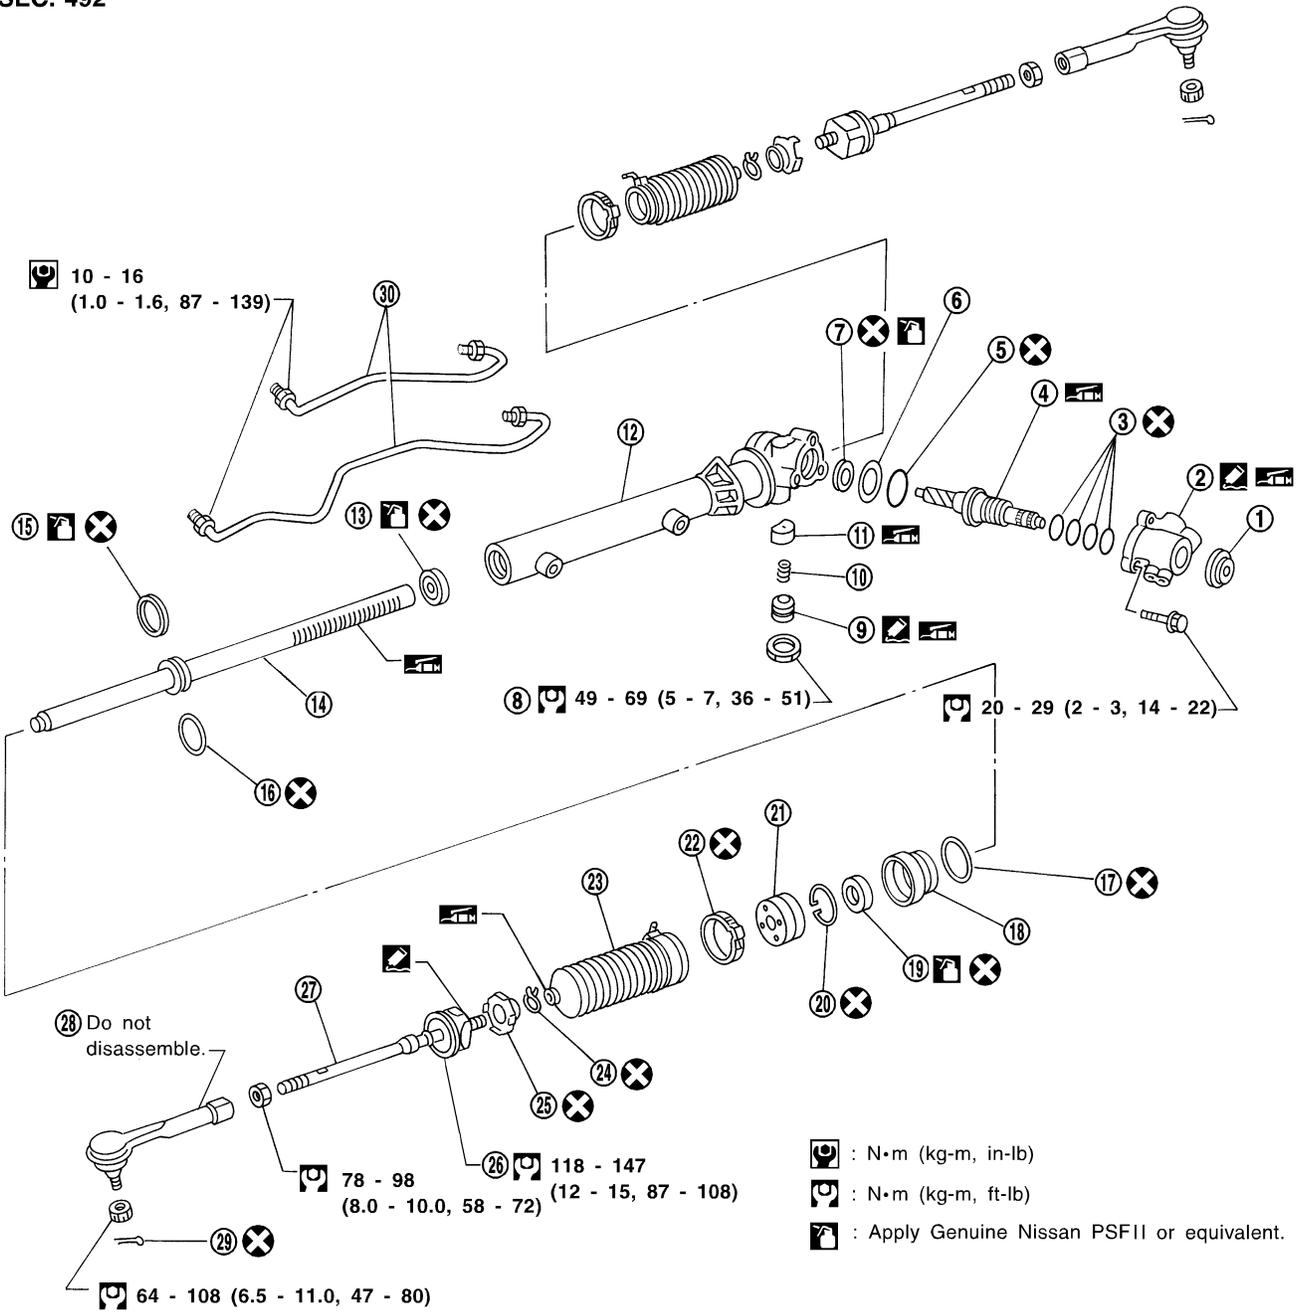 SEC. 492
10 - 16
(1.0 - 1.6, 87 - 139)
30
6
7
5
4
3
12
2
1
15
13
11
10
9
14
8 49 - 69 (5 - 7, 36 - 51)
20 - 29 (2 - 3, 14 - 22)
16
21
22
23
17
18
19
20
27
28 Do not
disassemble.
24
25
26 118 - 147
(12 - 15, 87 - 108)
78 - 98
(8.0 - 10.0, 58 - 72)
29
64 - 108 (6.5 - 11.0, 47 - 80)
: N•m (kg-m, in-lb)
: N•m (kg-m, ft-lb)
: Apply Genuine Nissan PSFII or equivalent.